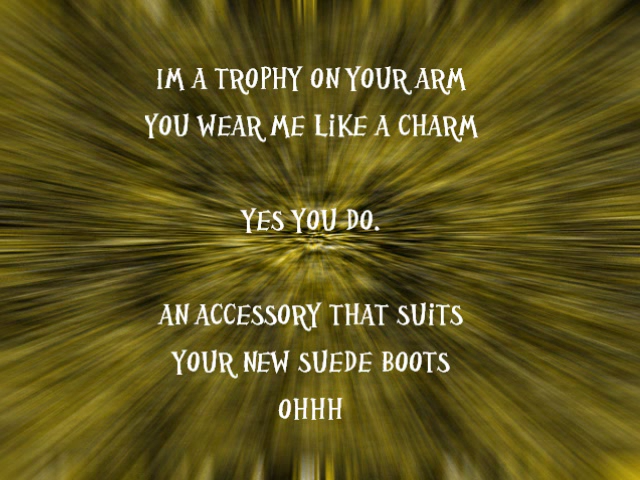 IM A TROPHY ON YOUR ARM
YOU WEAR ME LIKE A CHARM
YES YOU DO.
AN ACCESSORY THAT SUITS
YOUR NEW SUEDE BOOTS
OHHH